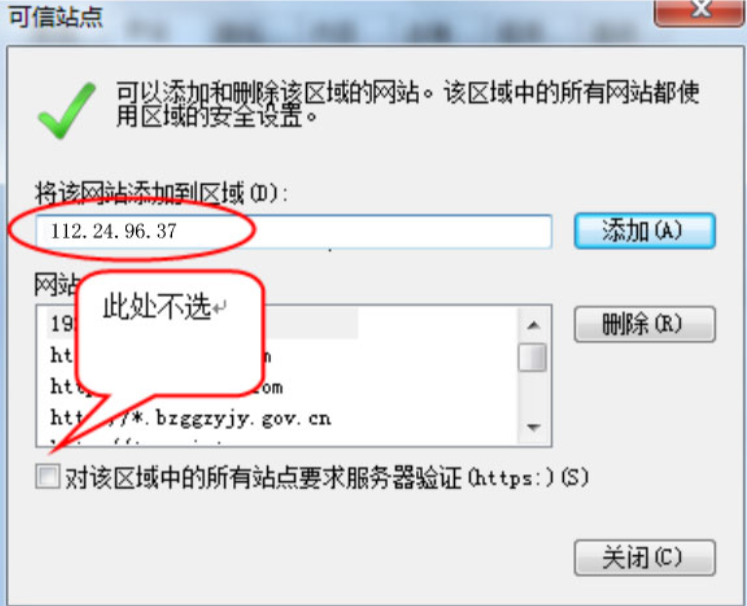 可信站点
可以添加和删除该区域的网站。该区域中的所有网站都使
用区域的安全设置。
将该网站添加到区域(D):
112.24.96.37
添加(A)
网站
此处不选
删除(R)
http://*.bzggzyjy.gov.cn
对该区域中的所有站点要求服务器验证(https:)(S)
关闭(C)